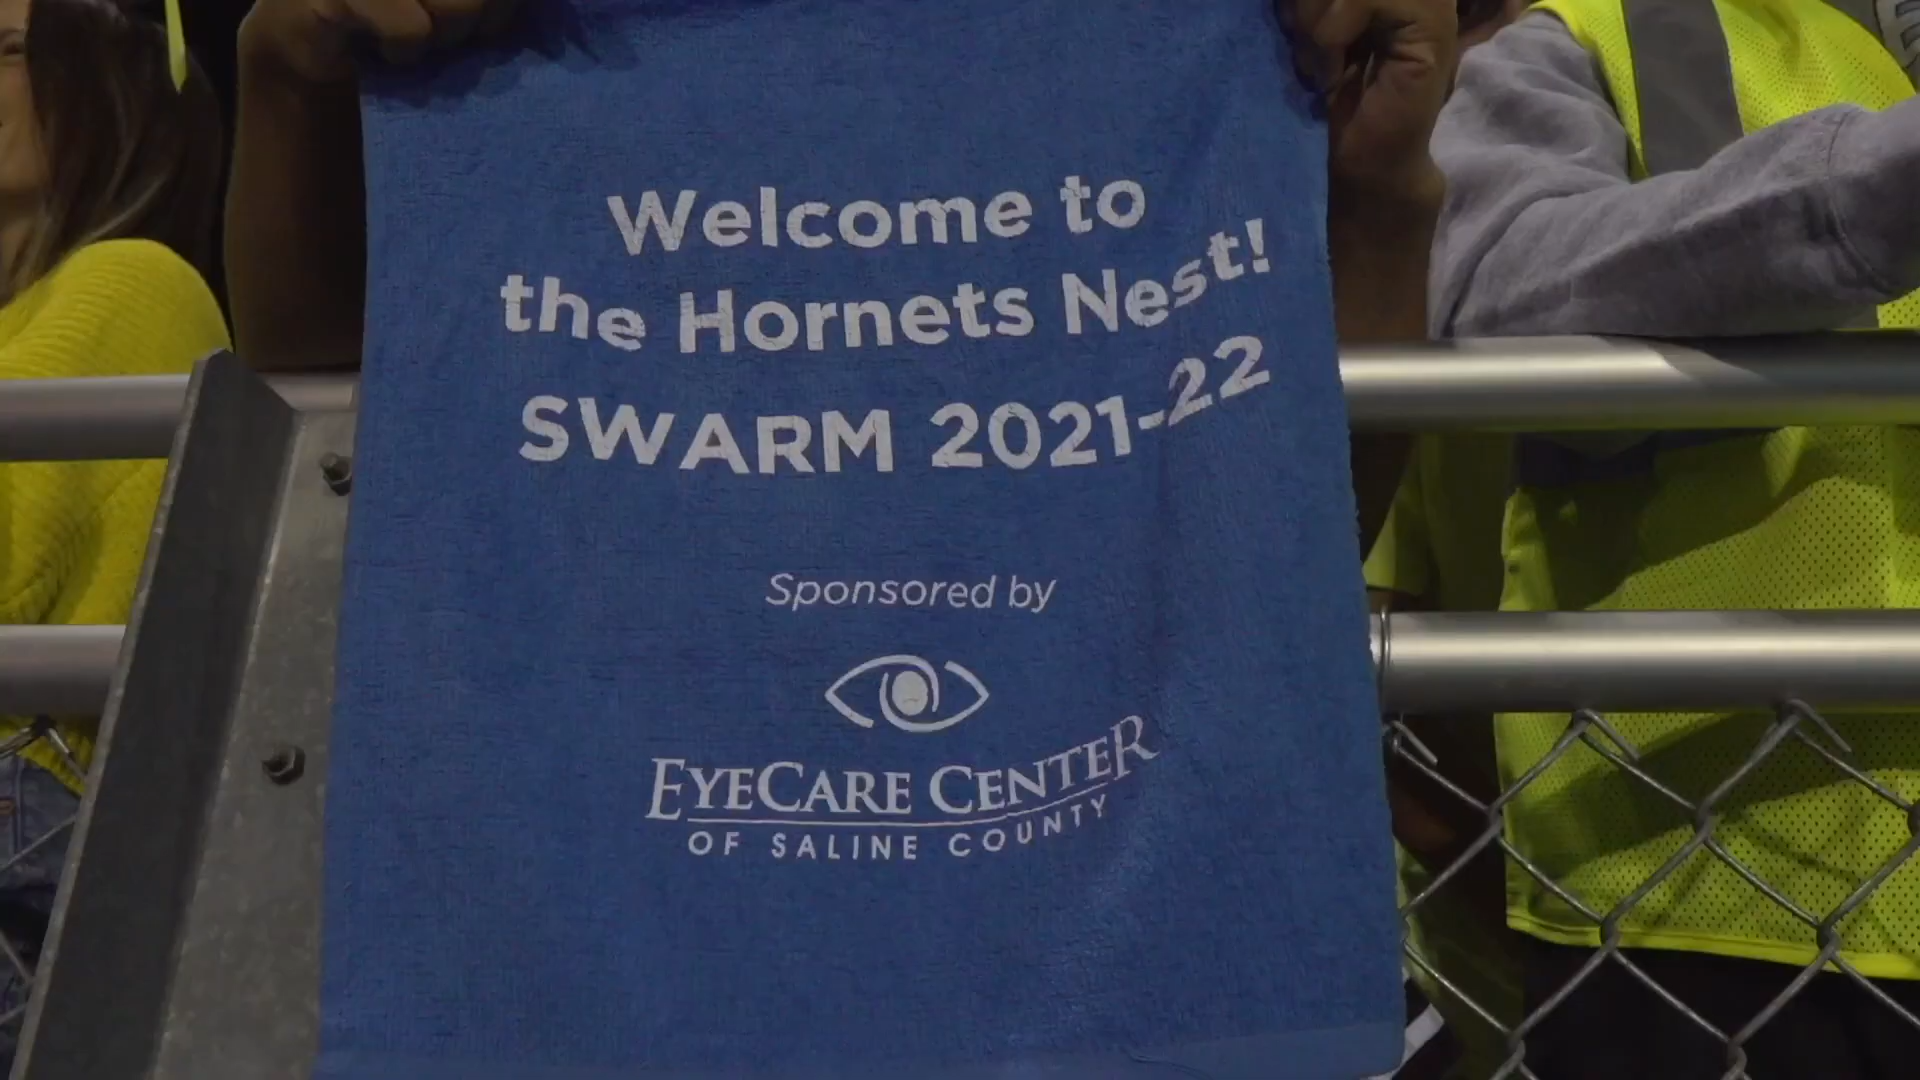 Welcome to
the Hornets Nest!
SWARM 2021-22
Sponsored by
EYECARE CENTER
OF SALINE COUNTY